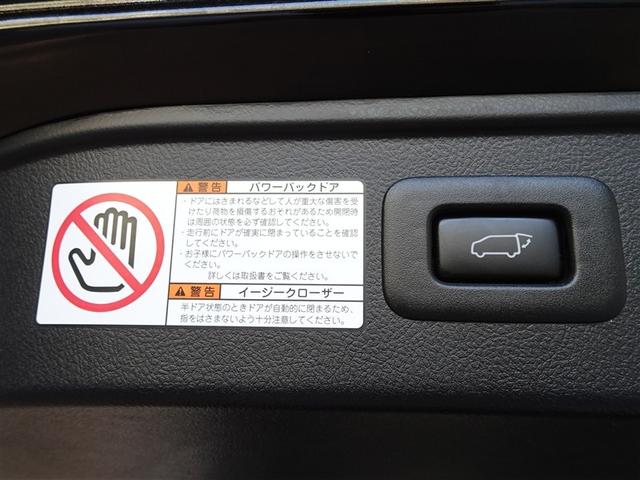 警告 パワーバックドア
・ドアにはさまれるなどして人が重大な傷害を受
けたり荷物を損傷するおそれがあるため開閉時
は周囲の状態を必ず確認してください。
・走行前にドアが確実に閉まっていることを確認
してください。
・お子様にパワーバックドアの操作をさせないで
ください。
詳しくは取扱書をご覧ください。
警告 イージークローザー
半ドア状態のときドアが自動的に閉まるため、
指をはさまないよう十分注意してください。